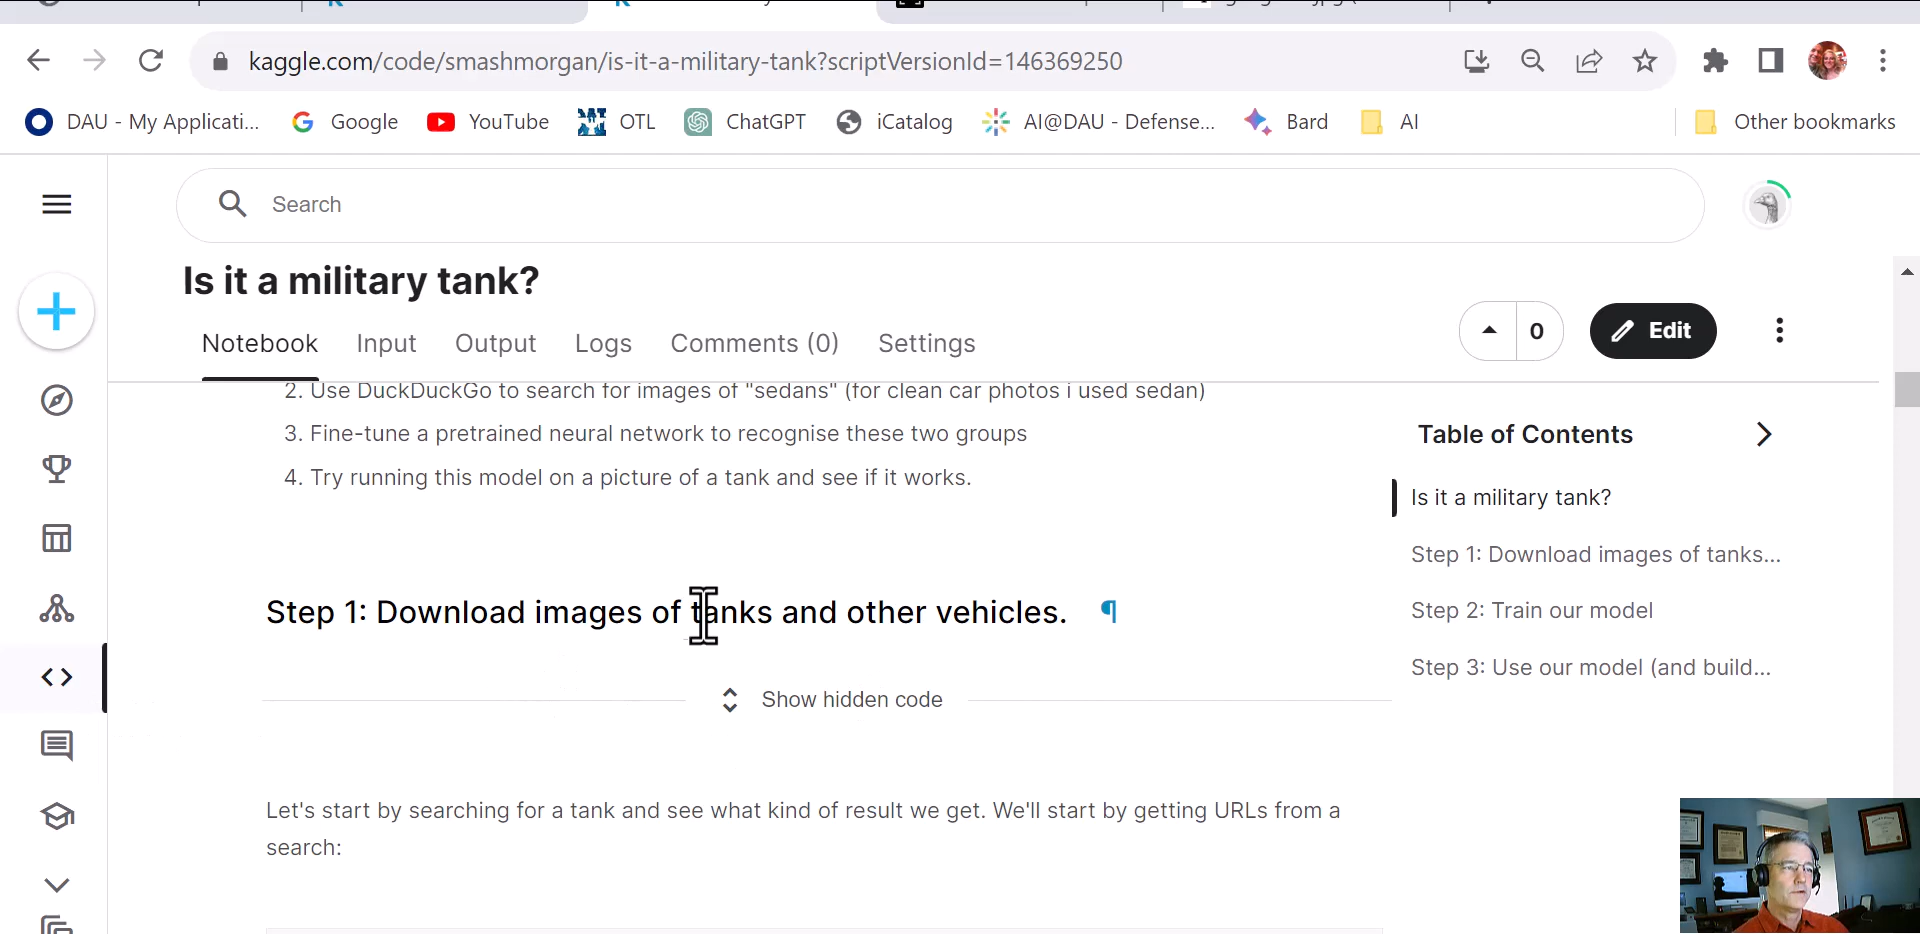 kaggle.com/code/smashmorgan/is-it-a-military-tank?scriptVersionId=146369250
DAU - My Applicati... Google YouTube OTL ChatGPT iCatalog AI@DAU - Defense... Bard AI Other bookmarks
Search
Is it a military tank?
Notebook Input Output Logs Comments (0) Settings
0 Edit
2. Use DuckDuckGo to search for images of "sedans" (for clean car photos i used sedan)
3. Fine-tune a pretrained neural network to recognise these two groups
4. Try running this model on a picture of a tank and see if it works.
Step 1: Download images of tanks and other vehicles. ¶
Show hidden code
Let's start by searching for a tank and see what kind of result we get. We'll start by getting URLs from a
search:
Table of Contents
Is it a military tank?
Step 1: Download images of tanks...
Step 2: Train our model
Step 3: Use our model (and build...